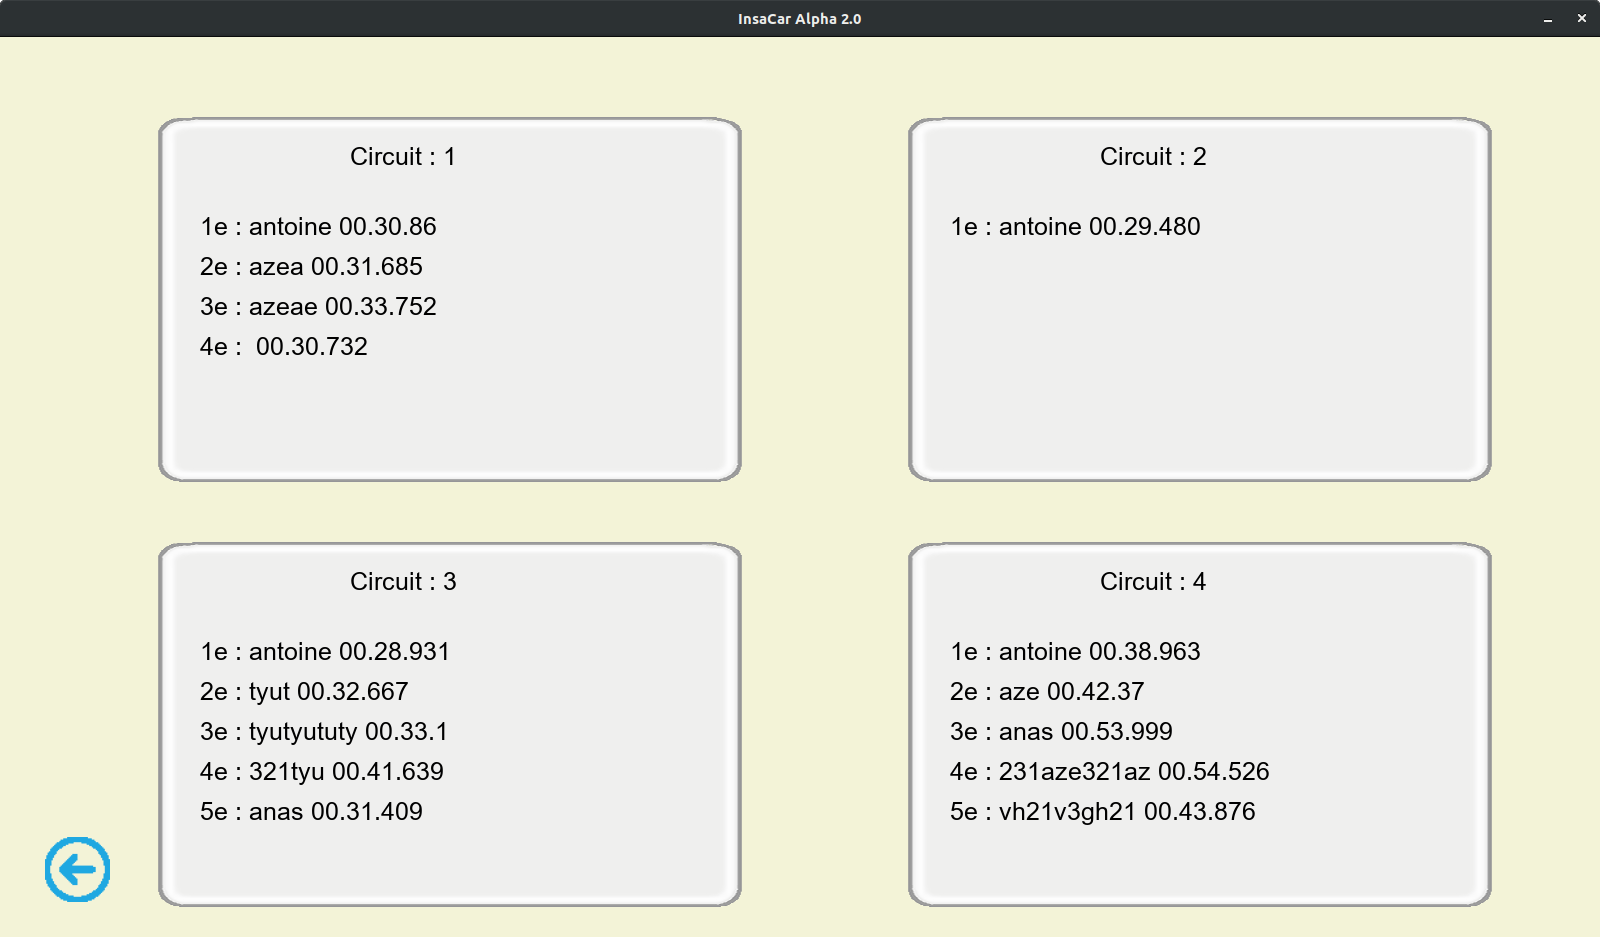 InsaCar Alpha 2.0
Circuit : 1
1e : antoine 00.30.86
2e : azea 00.31.685
3e : azeae 00.33.752
4e :  00.30.732
Circuit : 2
1e : antoine 00.29.480
Circuit : 3
1e : antoine 00.28.931
2e : tyut 00.32.667
3e : tyutyututy 00.33.1
4e : 321tyu 00.41.639
5e : anas 00.31.409
Circuit : 4
1e : antoine 00.38.963
2e : aze 00.42.37
3e : anas 00.53.999
4e : 231aze321az 00.54.526
5e : vh21v3gh21 00.43.876